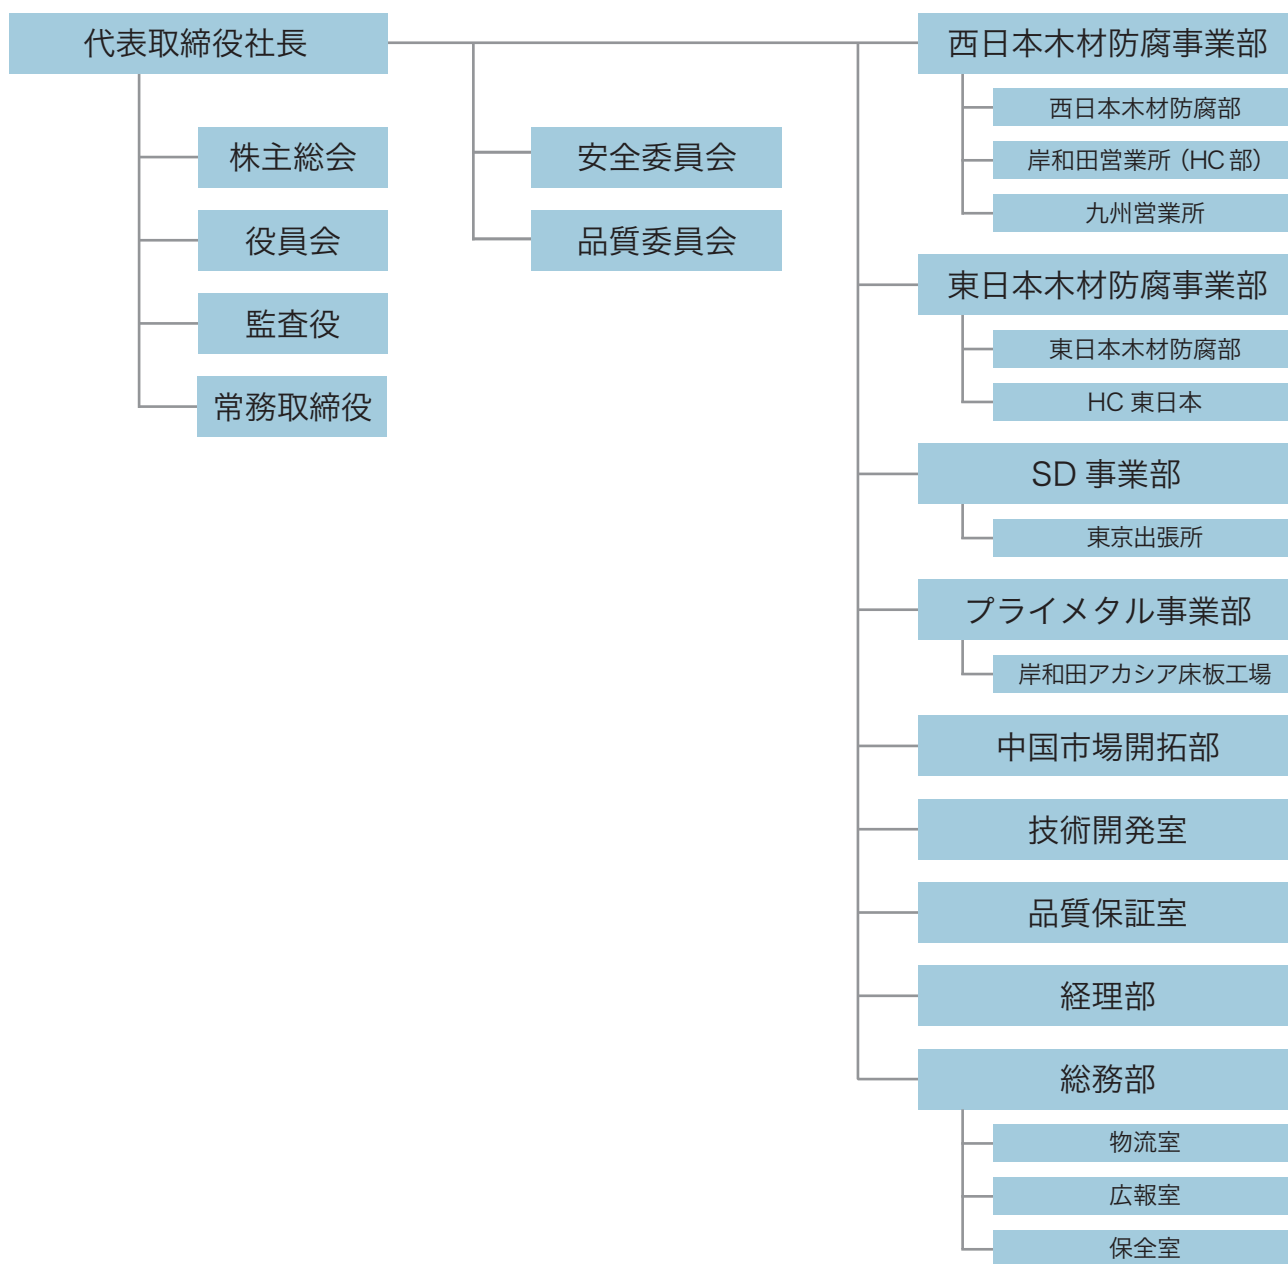 代表取締役社長
株主総会
役員会
監査役
常務取締役
安全委員会
品質委員会
西日本木材防腐事業部
西日本木材防腐部
岸和田営業所（HC 部）
九州営業所
東日本木材防腐事業部
東日本木材防腐部
HC 東日本
SD 事業部
東京出張所
プライメタル事業部
岸和田アカシア床板工場
中国市場開拓部
技術開発室
品質保証室
経理部
総務部
物流室
広報室
保全室